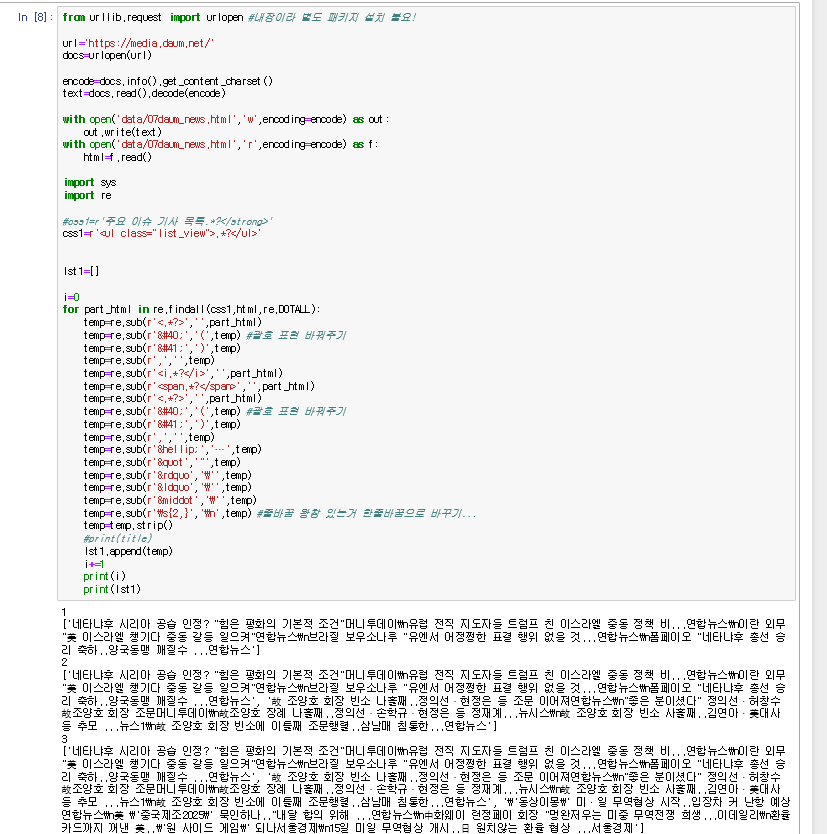 In [8]:
from urllib.request import urlopen #내장이라 별도 패키지 설치 불요!
url='https://media.daum.net/'
docs=urlopen(url)
encode=docs.info().get_content_charset()
text=docs.read().decode(encode)
with open('data/07daum_news.html','w',encoding=encode) as out:
    out.write(text)
with open('data/07daum_news.html','r',encoding=encode) as f:
    html=f.read()
import sys
import re
#css1=r'주요 이슈 기사 목록.*?</strong>'
css1=r'<ul class="list_view">.*?</ul>'
lst1=[]
i=0
for part_html in re.findall(css1,html,re.DOTALL):
    temp=re.sub(r'<.*?>','',part_html)
    temp=re.sub(r'&#40;','(',temp) #괄호 표현 바꿔주기
    temp=re.sub(r'&#41;',')',temp)
    temp=re.sub(r',','',temp)
    temp=re.sub(r'<i.*?</i>','',part_html)
    temp=re.sub(r'<span.*?</span>','',part_html)
    temp=re.sub(r'<.*?>','',part_html)
    temp=re.sub(r'&#40;','(',temp) #괄호 표현 바꿔주기
    temp=re.sub(r'&#41;',')',temp)
    temp=re.sub(r',','',temp)
    temp=re.sub(r'&hellip;','…',temp)
    temp=re.sub(r'&quot','"',temp)
    temp=re.sub(r'&rdquo','₩'',temp)
    temp=re.sub(r'&ldquo','₩'',temp)
    temp=re.sub(r'&middot','₩'',temp)
    temp=re.sub(r'₩s{2,}','₩n',temp) #줄바꿈 왕창 있는거 한줄바꿈으로 바꾸기...
    temp=temp.strip()
    #print(title)
    lst1.append(temp)
    i+=1
    print(i)
    print(lst1)
1
['네타냐후 시리아 공습 인정? "힘은 평화의 기본적 조건"머니투데이₩n유럽 전직 지도자들 트럼프 친 이스라엘 중동 정책 비...연합뉴스₩n이란 외무
"美 이스라엘 챙기다 중동 갈등 일으켜"연합뉴스₩n브라질 보우소나루 "유엔서 어정쩡한 표결 행위 없을 것...연합뉴스₩n폼페이오 "네타냐후 총선 승
리 축하..양국동맹 깨질수 ...연합뉴스']
2
['네타냐후 시리아 공습 인정? "힘은 평화의 기본적 조건"머니투데이₩n유럽 전직 지도자들 트럼프 친 이스라엘 중동 정책 비...연합뉴스₩n이란 외무
"美 이스라엘 챙기다 중동 갈등 일으켜"연합뉴스₩n브라질 보우소나루 "유엔서 어정쩡한 표결 행위 없을 것...연합뉴스₩n폼페이오 "네타냐후 총선 승
리 축하..양국동맹 깨질수 ...연합뉴스', '故 조양호 회장 빈소 나흘째..정의선·현정은 등 조문 이어져연합뉴스₩n"좋은 분이셨다" 정의선·허창수
故조양호 회장 조문머니투데이₩n故조양호 회장 장례 나흘째..정의선·손학규·현정은 등 정재계...뉴시스₩n故 조양호 회장 빈소 사흘째..김연아·美대사
등 추모 ...뉴스1₩n故 조양호 회장 빈소에 이틀째 조문행렬..삼남매 침통한...연합뉴스']
3
['네타냐후 시리아 공습 인정? "힘은 평화의 기본적 조건"머니투데이₩n유럽 전직 지도자들 트럼프 친 이스라엘 중동 정책 비...연합뉴스₩n이란 외무
"美 이스라엘 챙기다 중동 갈등 일으켜"연합뉴스₩n브라질 보우소나루 "유엔서 어정쩡한 표결 행위 없을 것...연합뉴스₩n폼페이오 "네타냐후 총선 승
리 축하..양국동맹 깨질수 ...연합뉴스', '故 조양호 회장 빈소 나흘째..정의선·현정은 등 조문 이어져연합뉴스₩n"좋은 분이셨다" 정의선·허창수
故조양호 회장 조문머니투데이₩n故조양호 회장 장례 나흘째..정의선·손학규·현정은 등 정재계...뉴시스₩n故 조양호 회장 빈소 사흘째..김연아·美대사
등 추모 ...뉴스1₩n故 조양호 회장 빈소에 이틀째 조문행렬..삼남매 침통한...연합뉴스', '₩'동상이몽₩' 미·일 무역협상 시작..입장차 커 난항 예상
연합뉴스₩n美 ₩'중국제조2025₩' 묵인하나.."내달 합의 위해 ...연합뉴스₩n中화웨이 런정페이 회장 "멍완저우는 미중 무역전쟁 희생...이데일리₩n환율
카드까지 꺼낸 美..₩'원 사이드 게임₩' 되나서울경제₩n15일 미일 무역협상 개시..日 원치않는 환율 협상 ...서울경제']